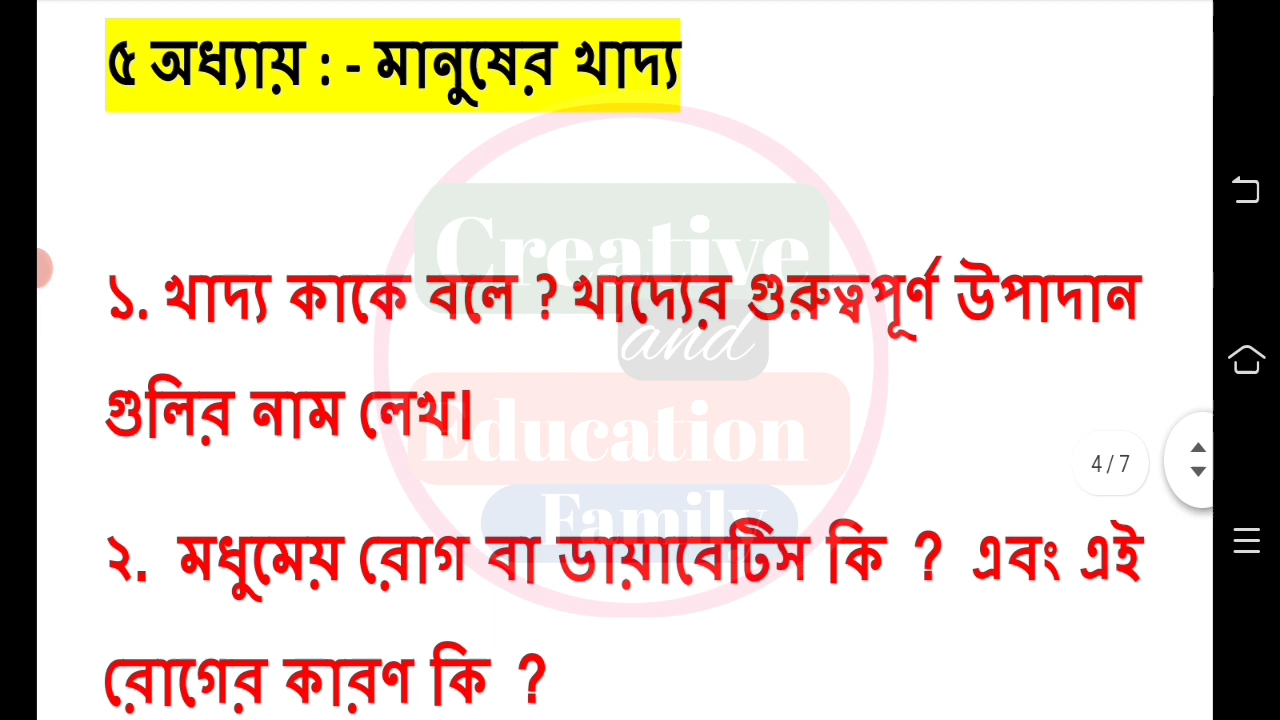 ৫ অধ্যায় : - মানুষের খাদ্য
Creative
and
Education
Family
১. খাদ্য কাকে বলে ? খাদ্যের গুরুত্বপূর্ণ উপাদান
গুলির নাম লেখ।
4 / 7
২. মধুমেয় রোগ বা ডায়াবেটিস কি ? এবং এই
রোগের কারণ কি ?